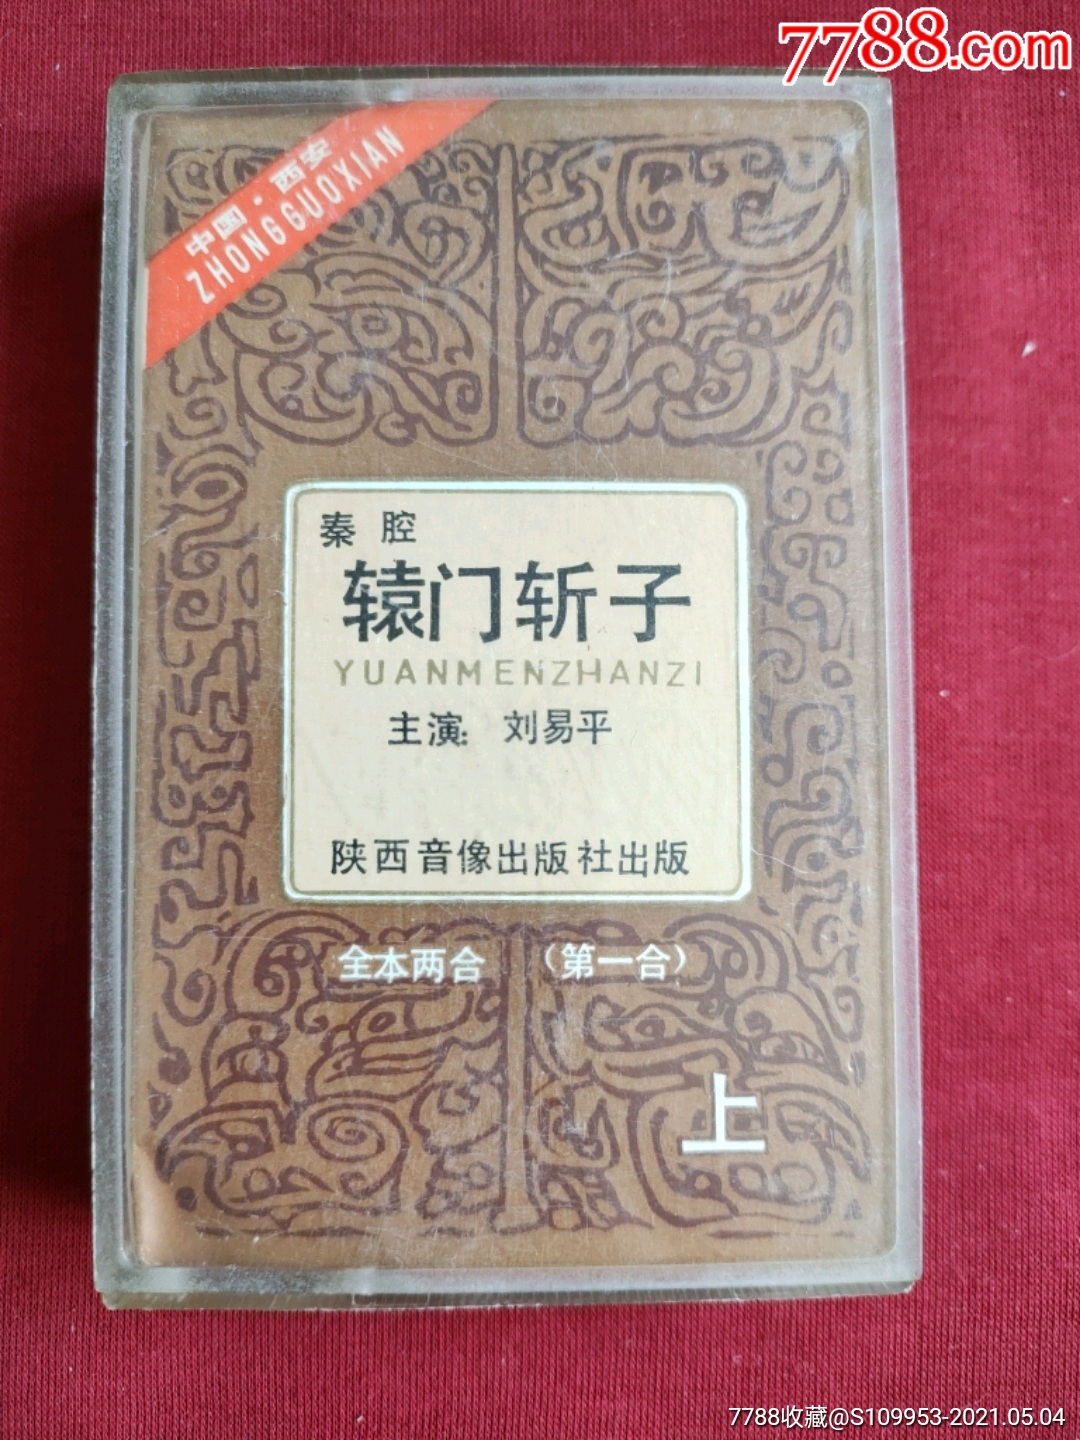 7788.com
中国·西安
ZHONGGUOXIAN
秦腔
辕门斩子
YUANMENZHANZI
主演: 刘易平
陕西音像出版社出版
全本两合 (第一合)
上
7788收藏@S109953-2021.05.04